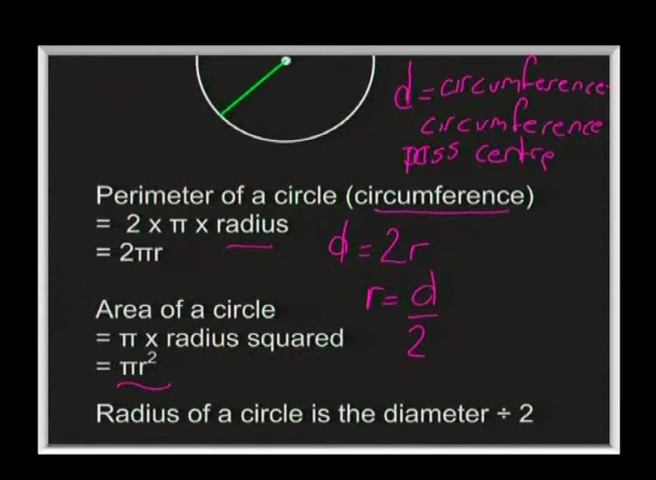 d = circumference
circumference
pass centre
Perimeter of a circle (circumference)
= 2 x π x radius
= 2πr
d = 2r
r = d/2
Area of a circle
= π x radius squared
= πr²
Radius of a circle is the diameter ÷ 2